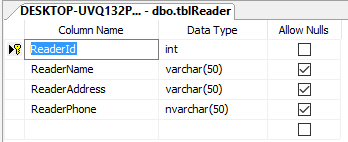 DESKTOP-UVQ132P... - dbo.tblReader
Column Name Data Type Allow Nulls
ReaderId int
ReaderName varchar(50)
ReaderAddress varchar(50)
ReaderPhone nvarchar(50)